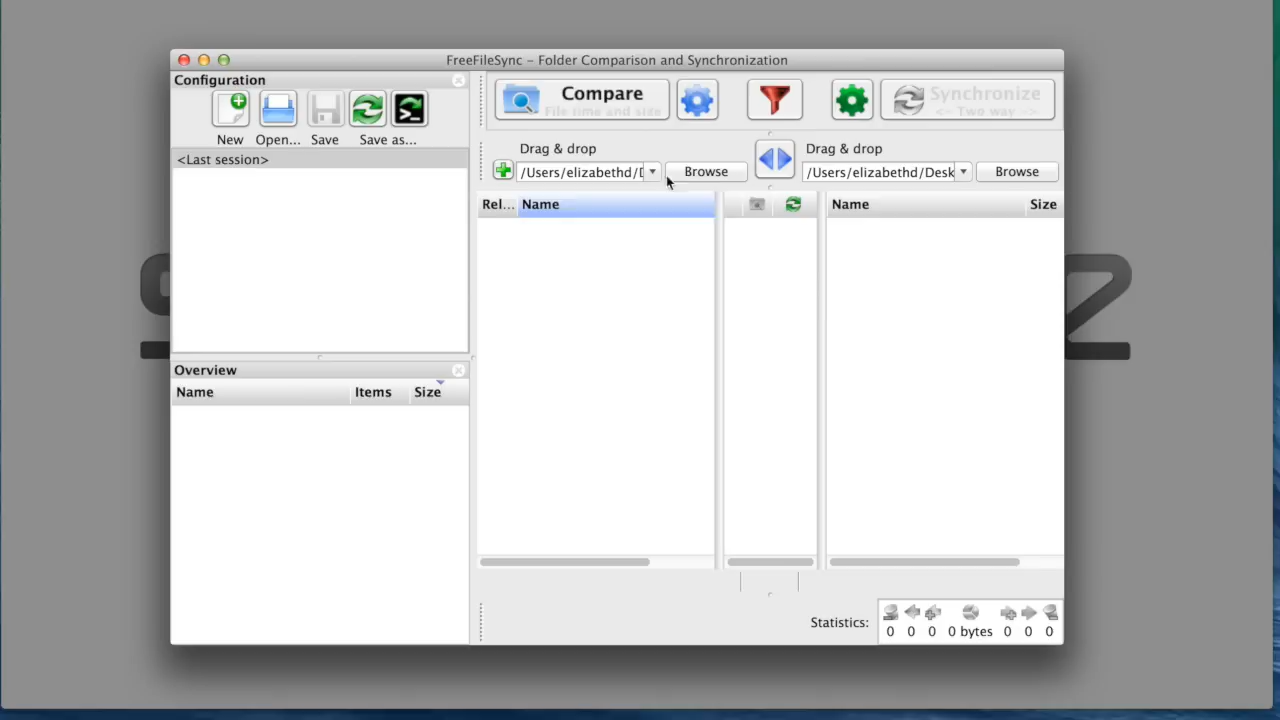 FreeFileSync - Folder Comparison and Synchronization
Configuration
New Open... Save Save as...
<Last session>
Overview
Name Items Size
Compare
File time and size
Synchronize
<- Two way ->
Drag & drop
/Users/elizabethd/D
Browse
Drag & drop
/Users/elizabethd/Desk
Browse
Rel... Name
Name Size
Statistics:
0 0 0 0 bytes 0 0 0